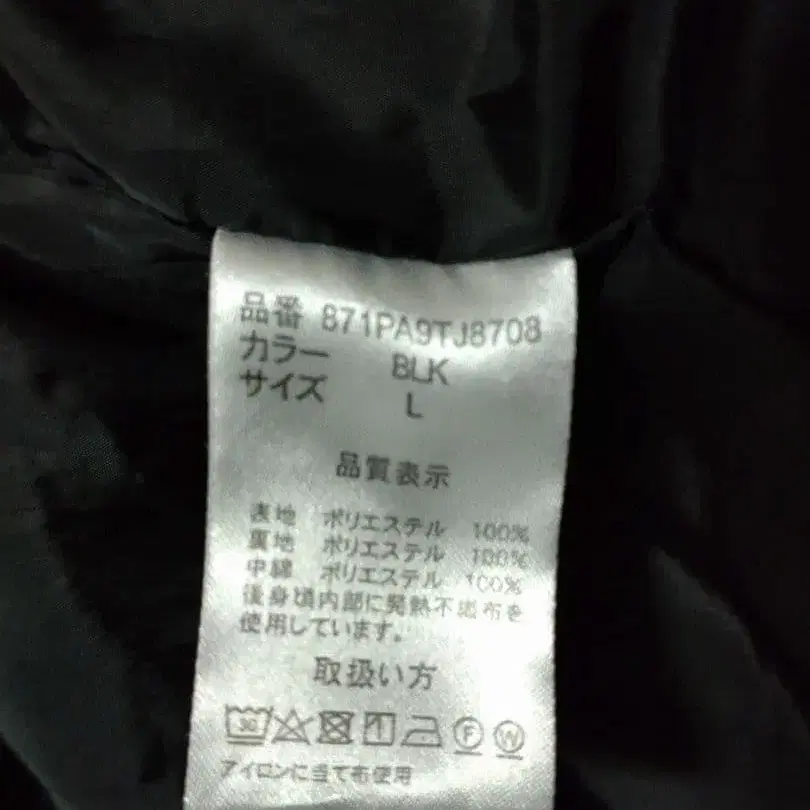 品番 871PA9TJ8708
カラー BLK
サイズ L
品質表示
表地 ポリエステル 100%
裏地 ポリエステル 100%
中綿 ポリエステル 100%
後身頃内部に発熱不織布を
使用しています。
取扱い方
30 F W
アイロンに当て布使用